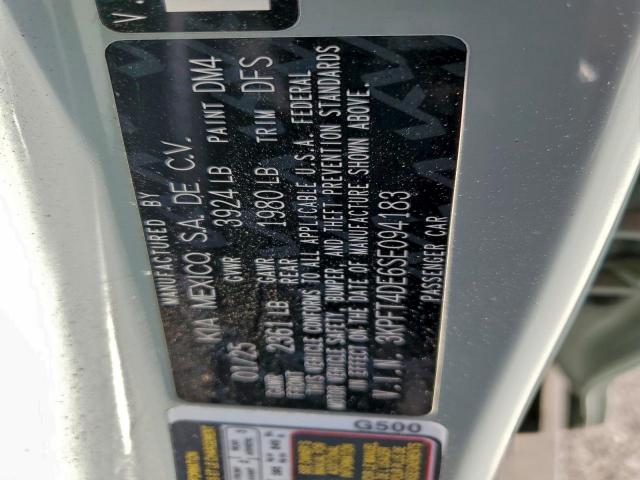 V.
MANUFACTURED BY
KIA MEXICO, S.A. DE C.V.
01/25 GVWR 3924 LB PAINT DM4
GAWR FRONT 2361 LB GAWR REAR 1980 LB TRIM DFS
THIS VEHICLE CONFORMS TO ALL APPLICABLE U.S.A. FEDERAL
MOTOR VEHICLE SAFETY, BUMPER, AND THEFT PREVENTION STANDARDS
IN EFFECT ON THE DATE OF MANUFACTURE SHOWN ABOVE.
V.I.N. 3KPFT4DE6SE094183
PASSENGER CAR
G500